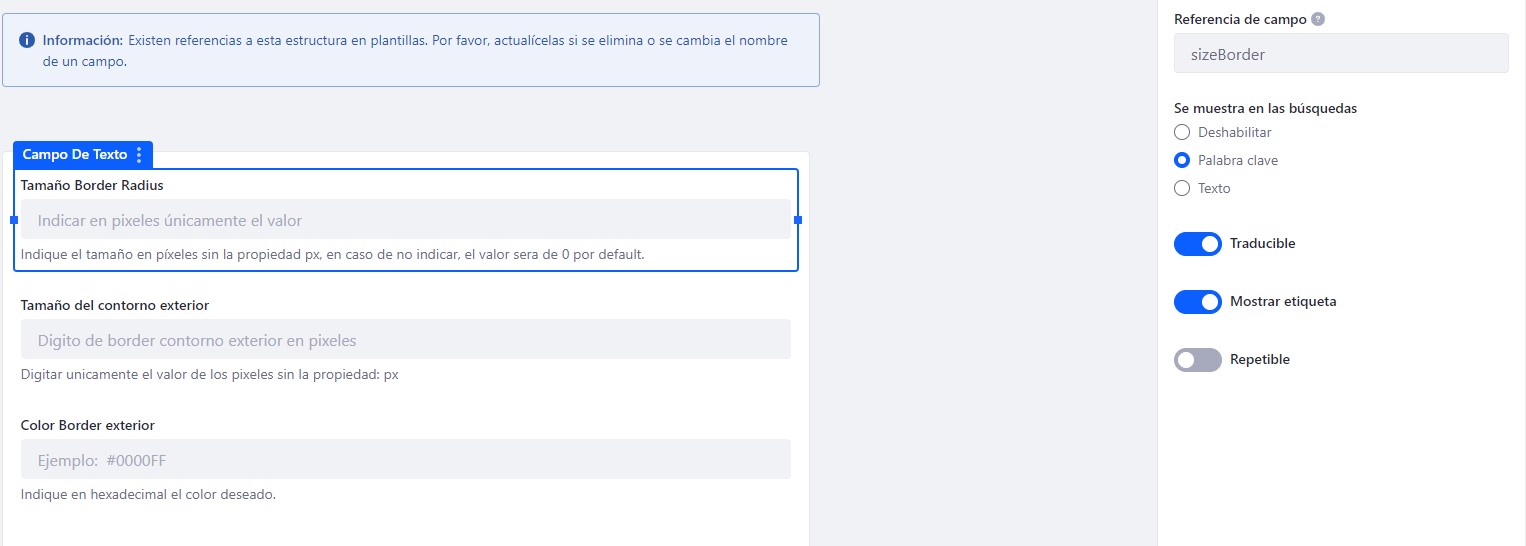 Información: Existen referencias a esta estructura en plantillas. Por favor, actualícelas si se elimina o se cambia el nombre
de un campo.
Campo De Texto
Tamaño Border Radius
Indicar en pixeles únicamente el valor
Indique el tamaño en píxeles sin la propiedad px, en caso de no indicar, el valor sera de 0 por default.
Tamaño del contorno exterior
Digito de border contorno exterior en pixeles
Digitar unicamente el valor de los pixeles sin la propiedad: px
Color Border exterior
Ejemplo: #0000FF
Indique en hexadecimal el color deseado.
Referencia de campo ?
sizeBorder
Se muestra en las búsquedas
Deshabilitar
Palabra clave
Texto
Traducible
Mostrar etiqueta
Repetible